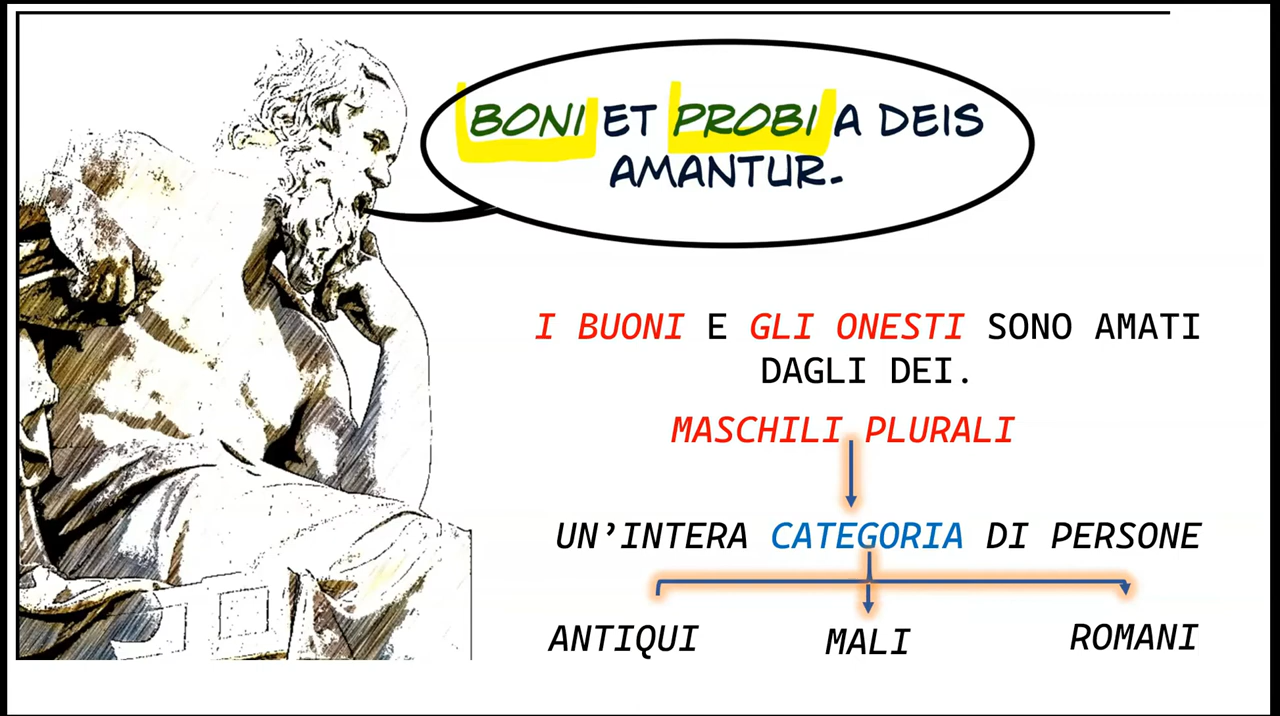 BONI ET PROBI A DEIS
AMANTUR.
I BUONI E GLI ONESTI SONO AMATI
DAGLI DEI.
MASCHILI PLURALI
UN’INTERA CATEGORIA DI PERSONE
ANTIQUI MALI ROMANI